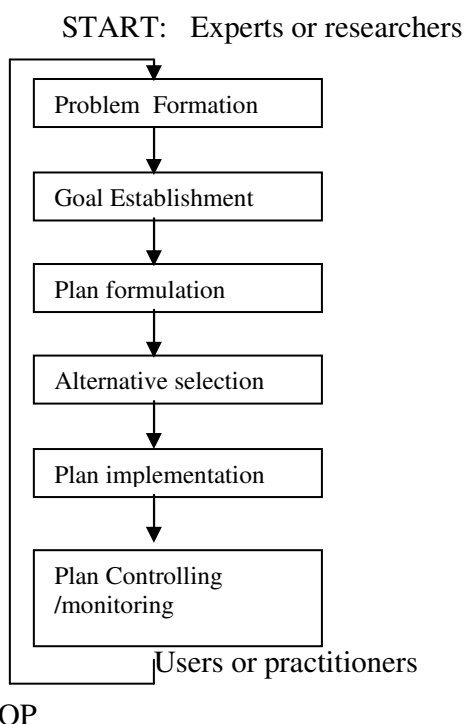 START: Experts or researchers
Problem Formation
Goal Establishment
Plan formulation
Alternative selection
Plan implementation
Plan Controlling
/monitoring
Users or practitioners
OP